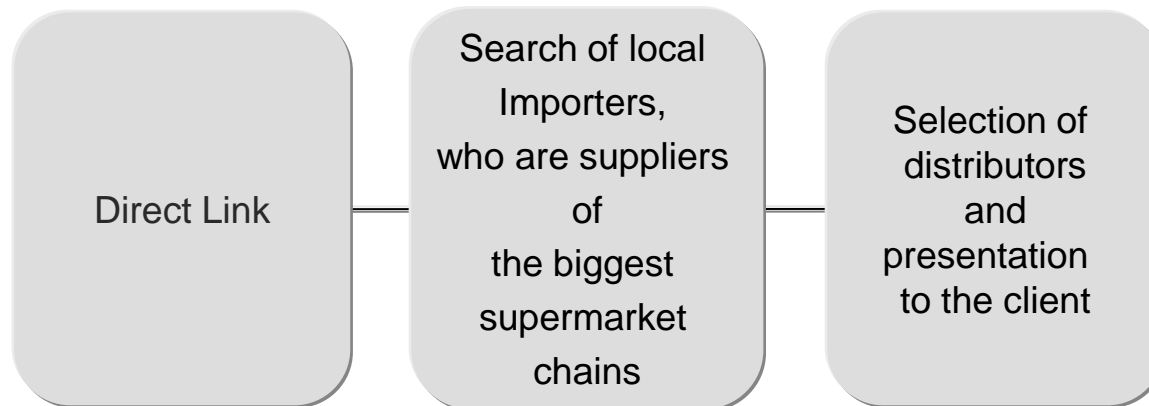 Direct Link
Search of local
Importers,
who are suppliers
of
the biggest
supermarket
chains
Selection of
distributors
and
presentation
to the client